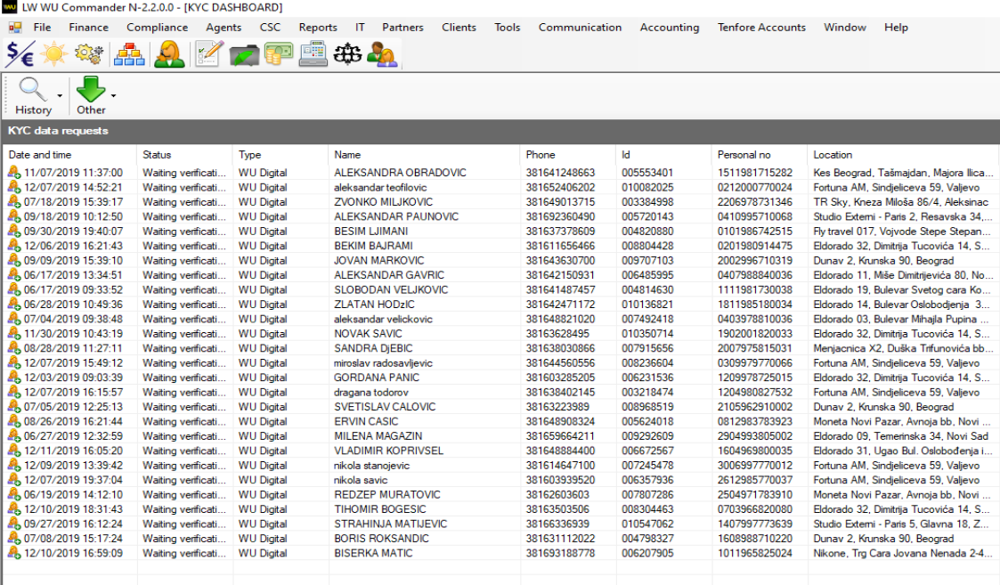 LW WU Commander N-2.2.0.0 - [KYC DASHBOARD]
File Finance Compliance Agents CSC Reports IT Partners Clients Tools Communication Accounting Tenfore Accounts Window Help
History Other
KYC data requests
Date and time Status Type Name Phone Id Personal no Location
11/07/2019 11:37:00 Waiting verificati... WU Digital ALEKSANDRA OBRADOVIC 381641248663 005553401 1511981715282 Kes Beograd, Tašmajdan, Majora Ilica...
12/07/2019 14:52:21 Waiting verificati... WU Digital aleksandar teofilovic 381652406202 010082025 0212000770024 Fortuna AM, Sindjeliceva 59, Valjevo
07/18/2019 15:39:17 Waiting verificati... WU Digital ZVONKO MILJKOVIC 381649013715 003384998 2206978731346 TR Sky, Kneza Miloša 86/4, Aleksinac
09/18/2019 10:12:50 Waiting verificati... WU Digital ALEKSANDAR PAUNOVIC 381692360490 005720143 0410995710068 Studio Externi - Paris 2, Resavska 34,...
09/30/2019 19:40:07 Waiting verificati... WU Digital BESIM LJIMANI 381637378609 004820880 0101986742515 Fly travel 017, Vojvode Stepe Stepan...
12/06/2019 16:21:43 Waiting verificati... WU Digital BEKIM BAJRAMI 381611656466 008804428 0201980914475 Eldorado 32, Dimitrija Tucovića 14, S...
09/09/2019 15:39:10 Waiting verificati... WU Digital JOVAN MARKOVIC 381643630700 009707103 2002996710319 Dunav 2, Krunska 90, Beograd
06/17/2019 13:34:51 Waiting verificati... WU Digital ALEKSANDAR GAVRIC 381642150931 006485995 0407988840036 Eldorado 11, Miše Dimitrijevića 80, No...
06/17/2019 09:33:52 Waiting verificati... WU Digital SLOBODAN VELJKOVIC 381641487457 004814630 1111981730038 Eldorado 19, Bulevar Svetog cara Ko...
06/28/2019 10:49:36 Waiting verificati... WU Digital ZLATAN HODzIC 381642471172 010136821 1811985180034 Eldorado 14, Bulevar Oslobodjenja 3...
07/04/2019 09:38:48 Waiting verificati... WU Digital aleksandar velickovic 381648821020 007492418 0403978810036 Eldorado 03, Bulevar Mihajla Pupina ...
11/30/2019 10:43:19 Waiting verificati... WU Digital NOVAK SAVIC 38163628495 010350714 1902001820033 Eldorado 32, Dimitrija Tucovića 14, S...
08/28/2019 11:27:11 Waiting verificati... WU Digital SANDRA DjEBIC 381638030866 007915656 2007975815031 Menjacnica X2, Duška Trifunovića bb...
12/07/2019 15:49:12 Waiting verificati... WU Digital miroslav radosavljevic 381644560556 008236604 0309979770066 Fortuna AM, Sindjeliceva 59, Valjevo
12/03/2019 09:03:39 Waiting verificati... WU Digital GORDANA PANIC 381603285205 006231536 1209978725015 Eldorado 32, Dimitrija Tucovića 14, S...
12/07/2019 16:15:57 Waiting verificati... WU Digital dragana todorov 381638402145 003218474 1204980827532 Fortuna AM, Sindjeliceva 59, Valjevo
07/05/2019 12:25:13 Waiting verificati... WU Digital SVETISLAV CALOVIC 38163223989 008968519 2105962910002 Dunav 2, Krunska 90, Beograd
08/26/2019 16:21:44 Waiting verificati... WU Digital ERVIN CASIC 381648908324 005624018 0812983783923 Moneta Novi Pazar, Avnoja bb, Novi ...
06/27/2019 12:32:59 Waiting verificati... WU Digital MILENA MAGAZIN 381659664211 009292609 2904993805002 Eldorado 09, Temerinska 34, Novi Sad
12/11/2019 16:05:20 Waiting verificati... WU Digital VLADIMIR KOPRIVSEL 381648884400 006672567 1604969800035 Eldorado 31, Ugao Bul. Oslobođenja i...
12/09/2019 13:39:42 Waiting verificati... WU Digital nikola stanojevic 381614647100 007245478 3006997770012 Fortuna AM, Sindjeliceva 59, Valjevo
12/07/2019 19:37:04 Waiting verificati... WU Digital nikola savic 381603939520 006357936 2612985770037 Fortuna AM, Sindjeliceva 59, Valjevo
06/19/2019 14:12:10 Waiting verificati... WU Digital REDZEP MURATOVIC 38162603603 007807286 2504971783910 Moneta Novi Pazar, Avnoja bb, Novi ...
12/10/2019 18:31:43 Waiting verificati... WU Digital TIHOMIR BOGESIC 38163503506 008304463 0703966820080 Eldorado 32, Dimitrija Tucovića 14, S...
09/27/2019 16:12:24 Waiting verificati... WU Digital STRAHINJA MATIJEVIC 38166336939 010547062 1407997773639 Studio Externi - Paris 5, Glavna 18, Z...
07/08/2019 15:17:24 Waiting verificati... WU Digital BORIS ROKSANDIC 381631112022 004798327 1608988710220 Dunav 2, Krunska 90, Beograd
12/10/2019 16:59:09 Waiting verificati... WU Digital BISERKA MATIC 381693188778 006207905 1011965825024 Nikone, Trg Cara Jovana Nenada 2-4...